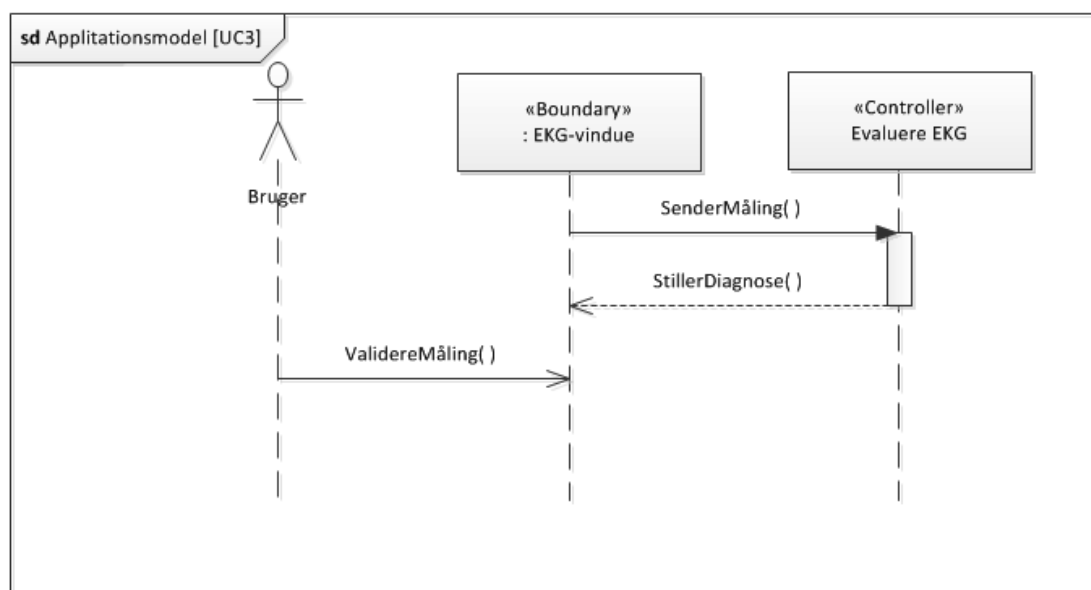 sd Applitationsmodel [UC3]
«Boundary»
: EKG-vindue
«Controller»
Evaluere EKG
Bruger
SenderMåling( )
StillerDiagnose( )
ValidereMåling( )